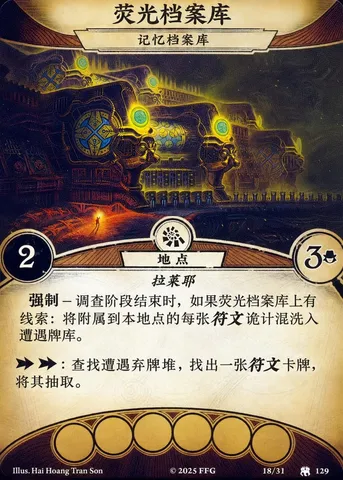 荧光档案库
记忆档案库
2
地点
3
拉莱耶
强制 – 调查阶段结束时，如果荧光档案库上有
线索：将附属到本地点的每张符文诡计混洗入
遭遇牌库。
：查找遭遇弃牌堆，找出一张符文卡牌，
将其抽取。
Illus. Hai Hoang Tran Son © 2025 FFG 18/31 129